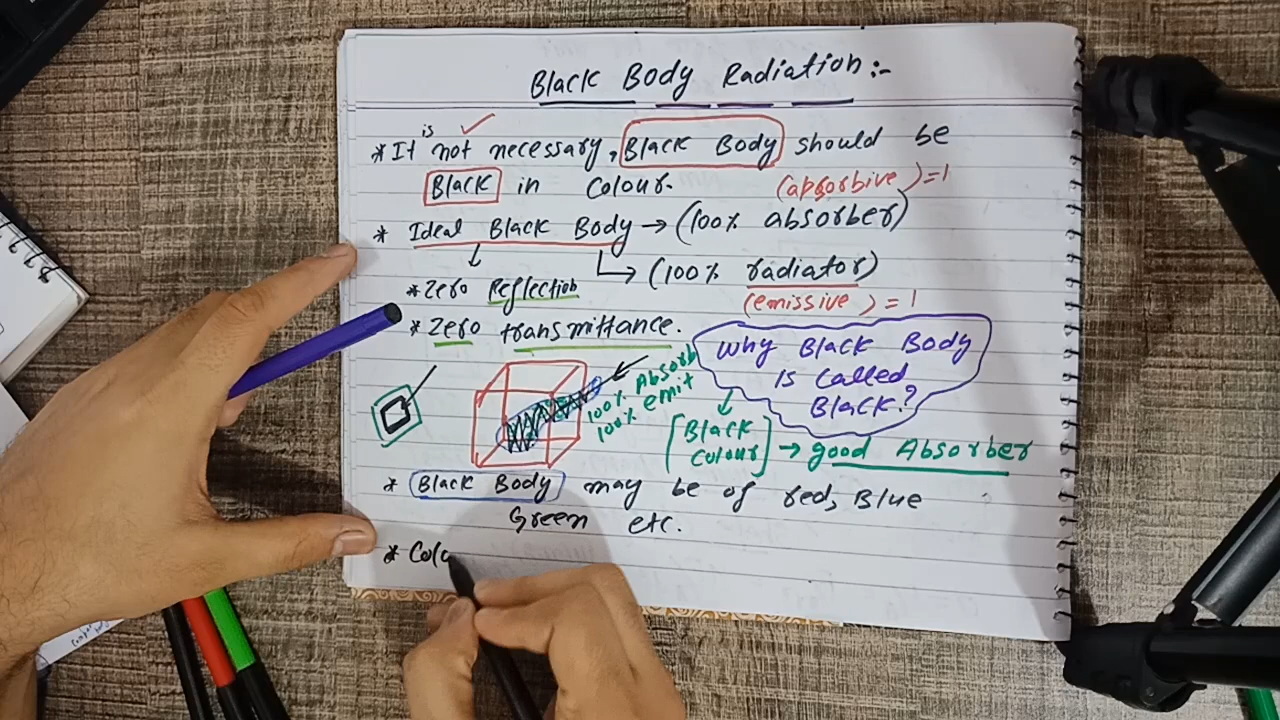 Black Body Radiation:-
* It is not necessary, Black Body should be
Black in Colour.
(apsorbive )=1
* Ideal Black Body → (100% absorber)
→ (100% radiator)
* Zero Reflection
(emissive ) = 1
* Zero transmittance.
Why Black Body
is Called
Black?
100% Absorb
100% emit
[Black Colour] → good Absorber
* Black Body may be of red, Blue
Green etc.
* Colo